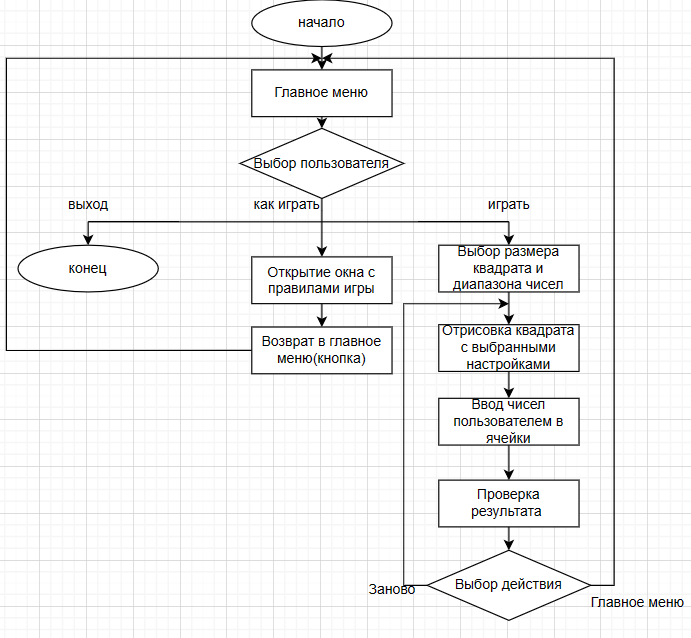 начало
Главное меню
Выбор пользователя
выход
как играть
играть
конец
Открытие окна с
правилами игры
Выбор размера
квадрата и
диапазона чисел
Возврат в главное
меню(кнопка)
Отрисовка квадрата
с выбранными
настройками
Ввод чисел
пользователем в
ячейки
Проверка
результата
Выбор действия
Заново
Главное меню